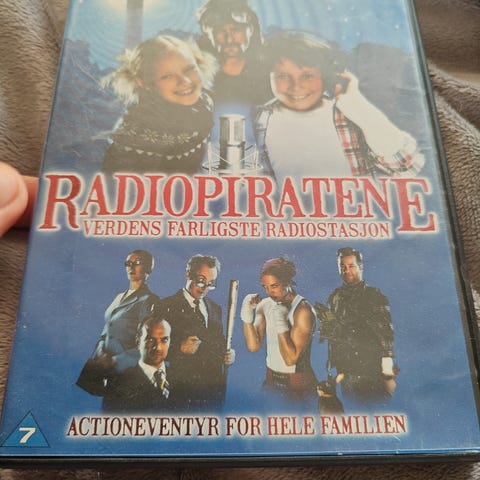 RADIOPIRATENE
VERDENS FARLIGSTE RADIOSTASJON
ACTIONEVENTYR FOR HELE FAMILIEN
7